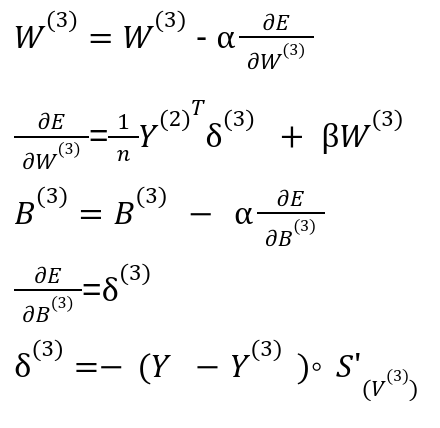 W^(3) = W^(3) - α ∂E/∂W^(3)
∂E/∂W^(3) = 1/n Y^(2)^T δ^(3) + βW^(3)
B^(3) = B^(3) − α ∂E/∂B^(3)
∂E/∂B^(3) = δ^(3)
δ^(3) = − (Y − Y^(3) )∘ S'_(V^(3))